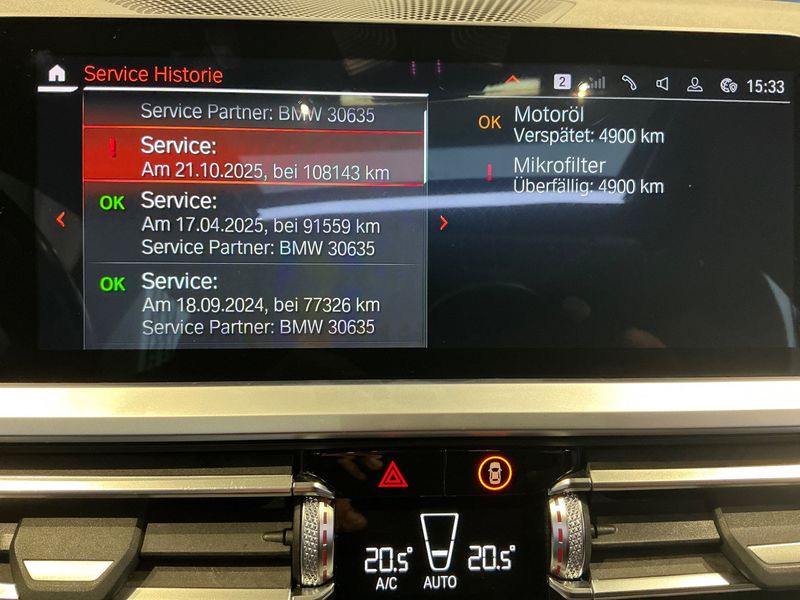 Service Historie
2
15:33
Service Partner: BMW 30635
! Service:
Am 21.10.2025, bei 108143 km
OK Service:
Am 17.04.2025, bei 91559 km
Service Partner: BMW 30635
OK Service:
Am 18.09.2024, bei 77326 km
Service Partner: BMW 30635
OK Motoröl
Verspätet: 4900 km
! Mikrofilter
Überfällig: 4900 km
20.5° 20.5°
A/C AUTO